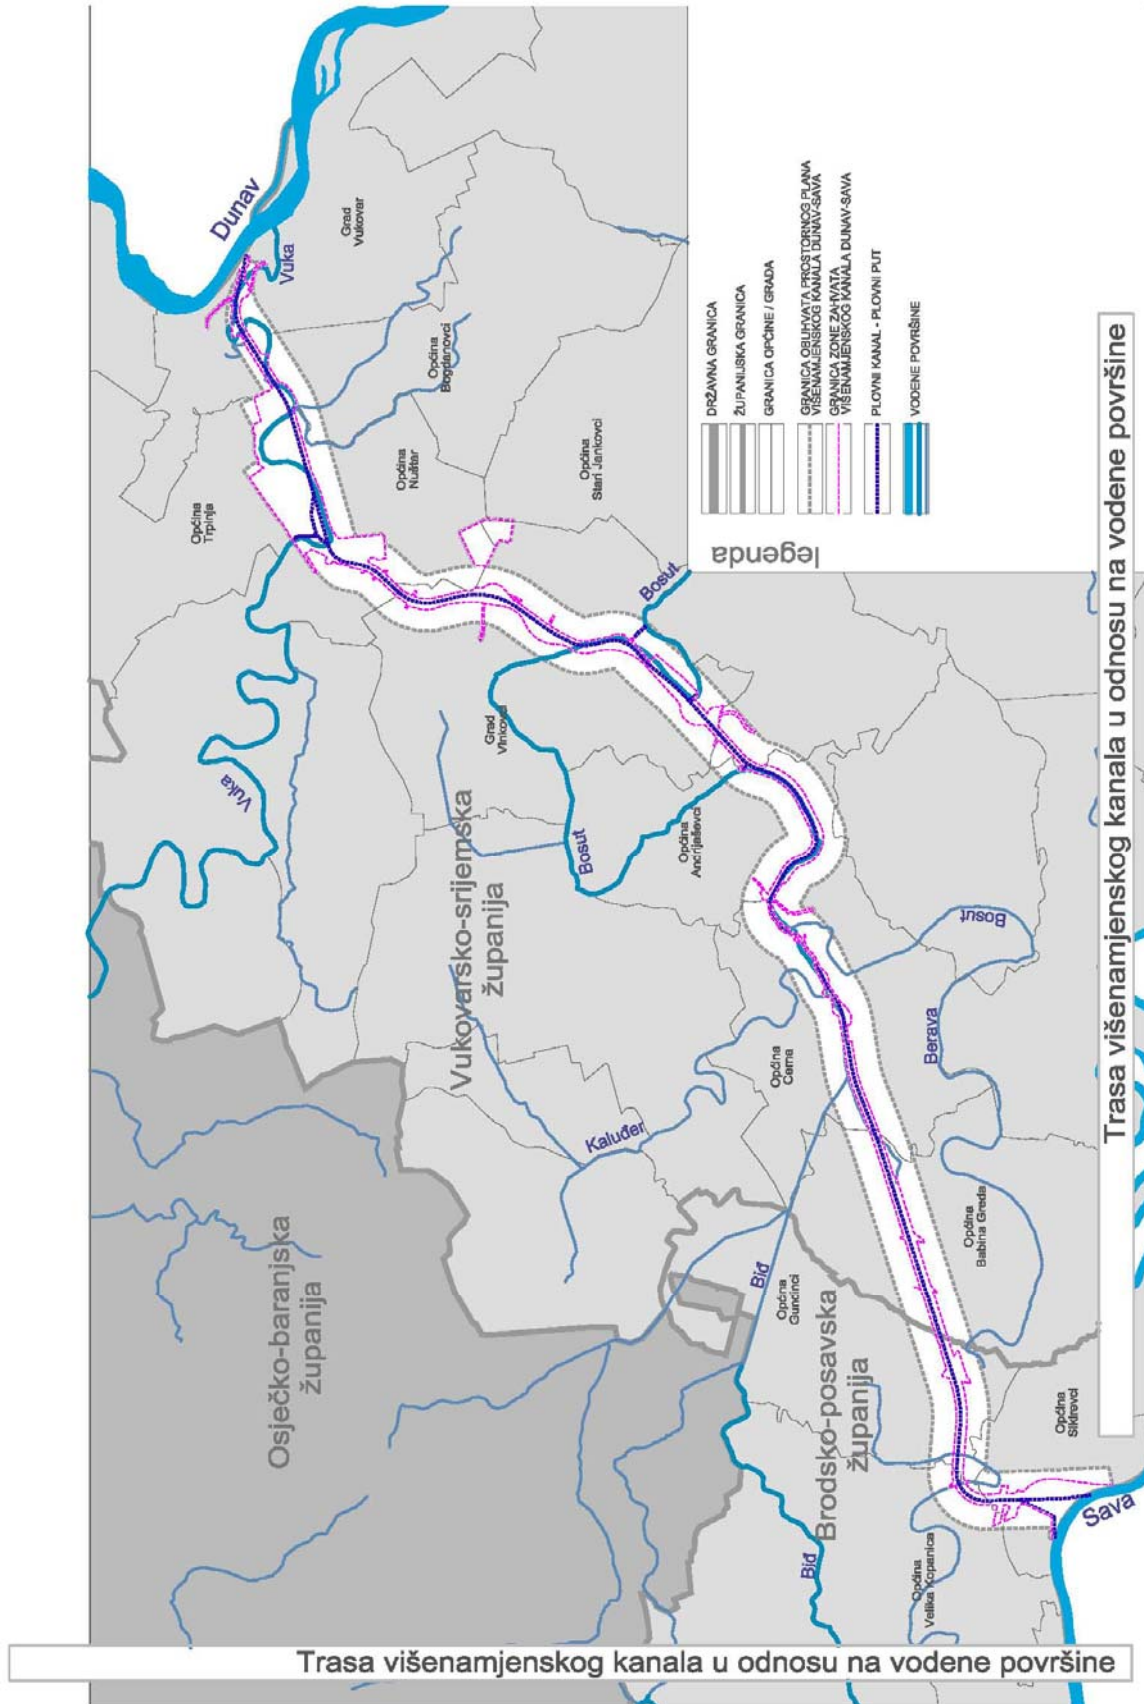 Dunav
Vuka
Grad
Vukovar
Općina
Bogdanovci
Općina
Trpinja
Općina
Nuštar
Općina
Stari Jankovci
Bosut
Vuka
Grad
Vinkovci
Bosut
Općina
Andrijaševci
Vukovarsko-srijemska
županija
Bosut
Berava
Općina
Cerna
Kaluđer
Osječko-baranjska
županija
Biđ
Općina
Gundinci
Općina
Babina Greda
Brodsko-posavska
županija
Općina
Sikirevci
Biđ
Općina
Velika Kopanica
Sava
legenda
DRŽAVNA GRANICA
ŽUPANIJSKA GRANICA
GRANICA OPĆINE / GRADA
GRANICA OBUHVATA PROSTORNOG PLANA
VIŠENAMJENSKOG KANALA DUNAV-SAVA
GRANICA ZONE ZAHVATA
VIŠENAMJENSKOG KANALA DUNAV-SAVA
PLOVNI KANAL - PLOVNI PUT
VODENE POVRŠINE
Trasa višenamjenskog kanala u odnosu na vodene površine
Trasa višenamjenskog kanala u odnosu na vodene površine